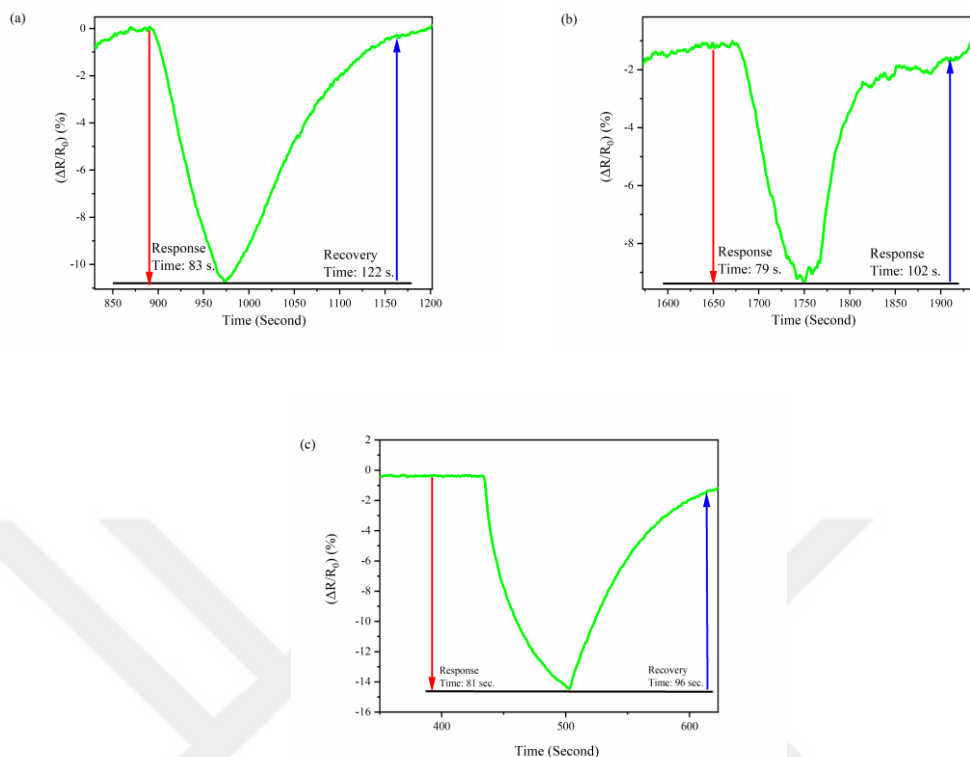 (a)
0
-2
-4
-6
-8
-10
(ΔR/R₀) (%)
Response
Time: 83 s.
Recovery
Time: 122 s.
850 900 950 1000 1050 1100 1150 1200
Time (Second)
(b)
-2
-4
-6
-8
(ΔR/R₀) (%)
Response
Time: 79 s.
Response
Time: 102 s.
1600 1650 1700 1750 1800 1850 1900
Time (Second)
(c)
2
0
-2
-4
-6
-8
-10
-12
-14
-16
(ΔR/R₀) (%)
Response
Time: 81 sec.
Recovery
Time: 96 sec.
400 500 600
Time (Second)